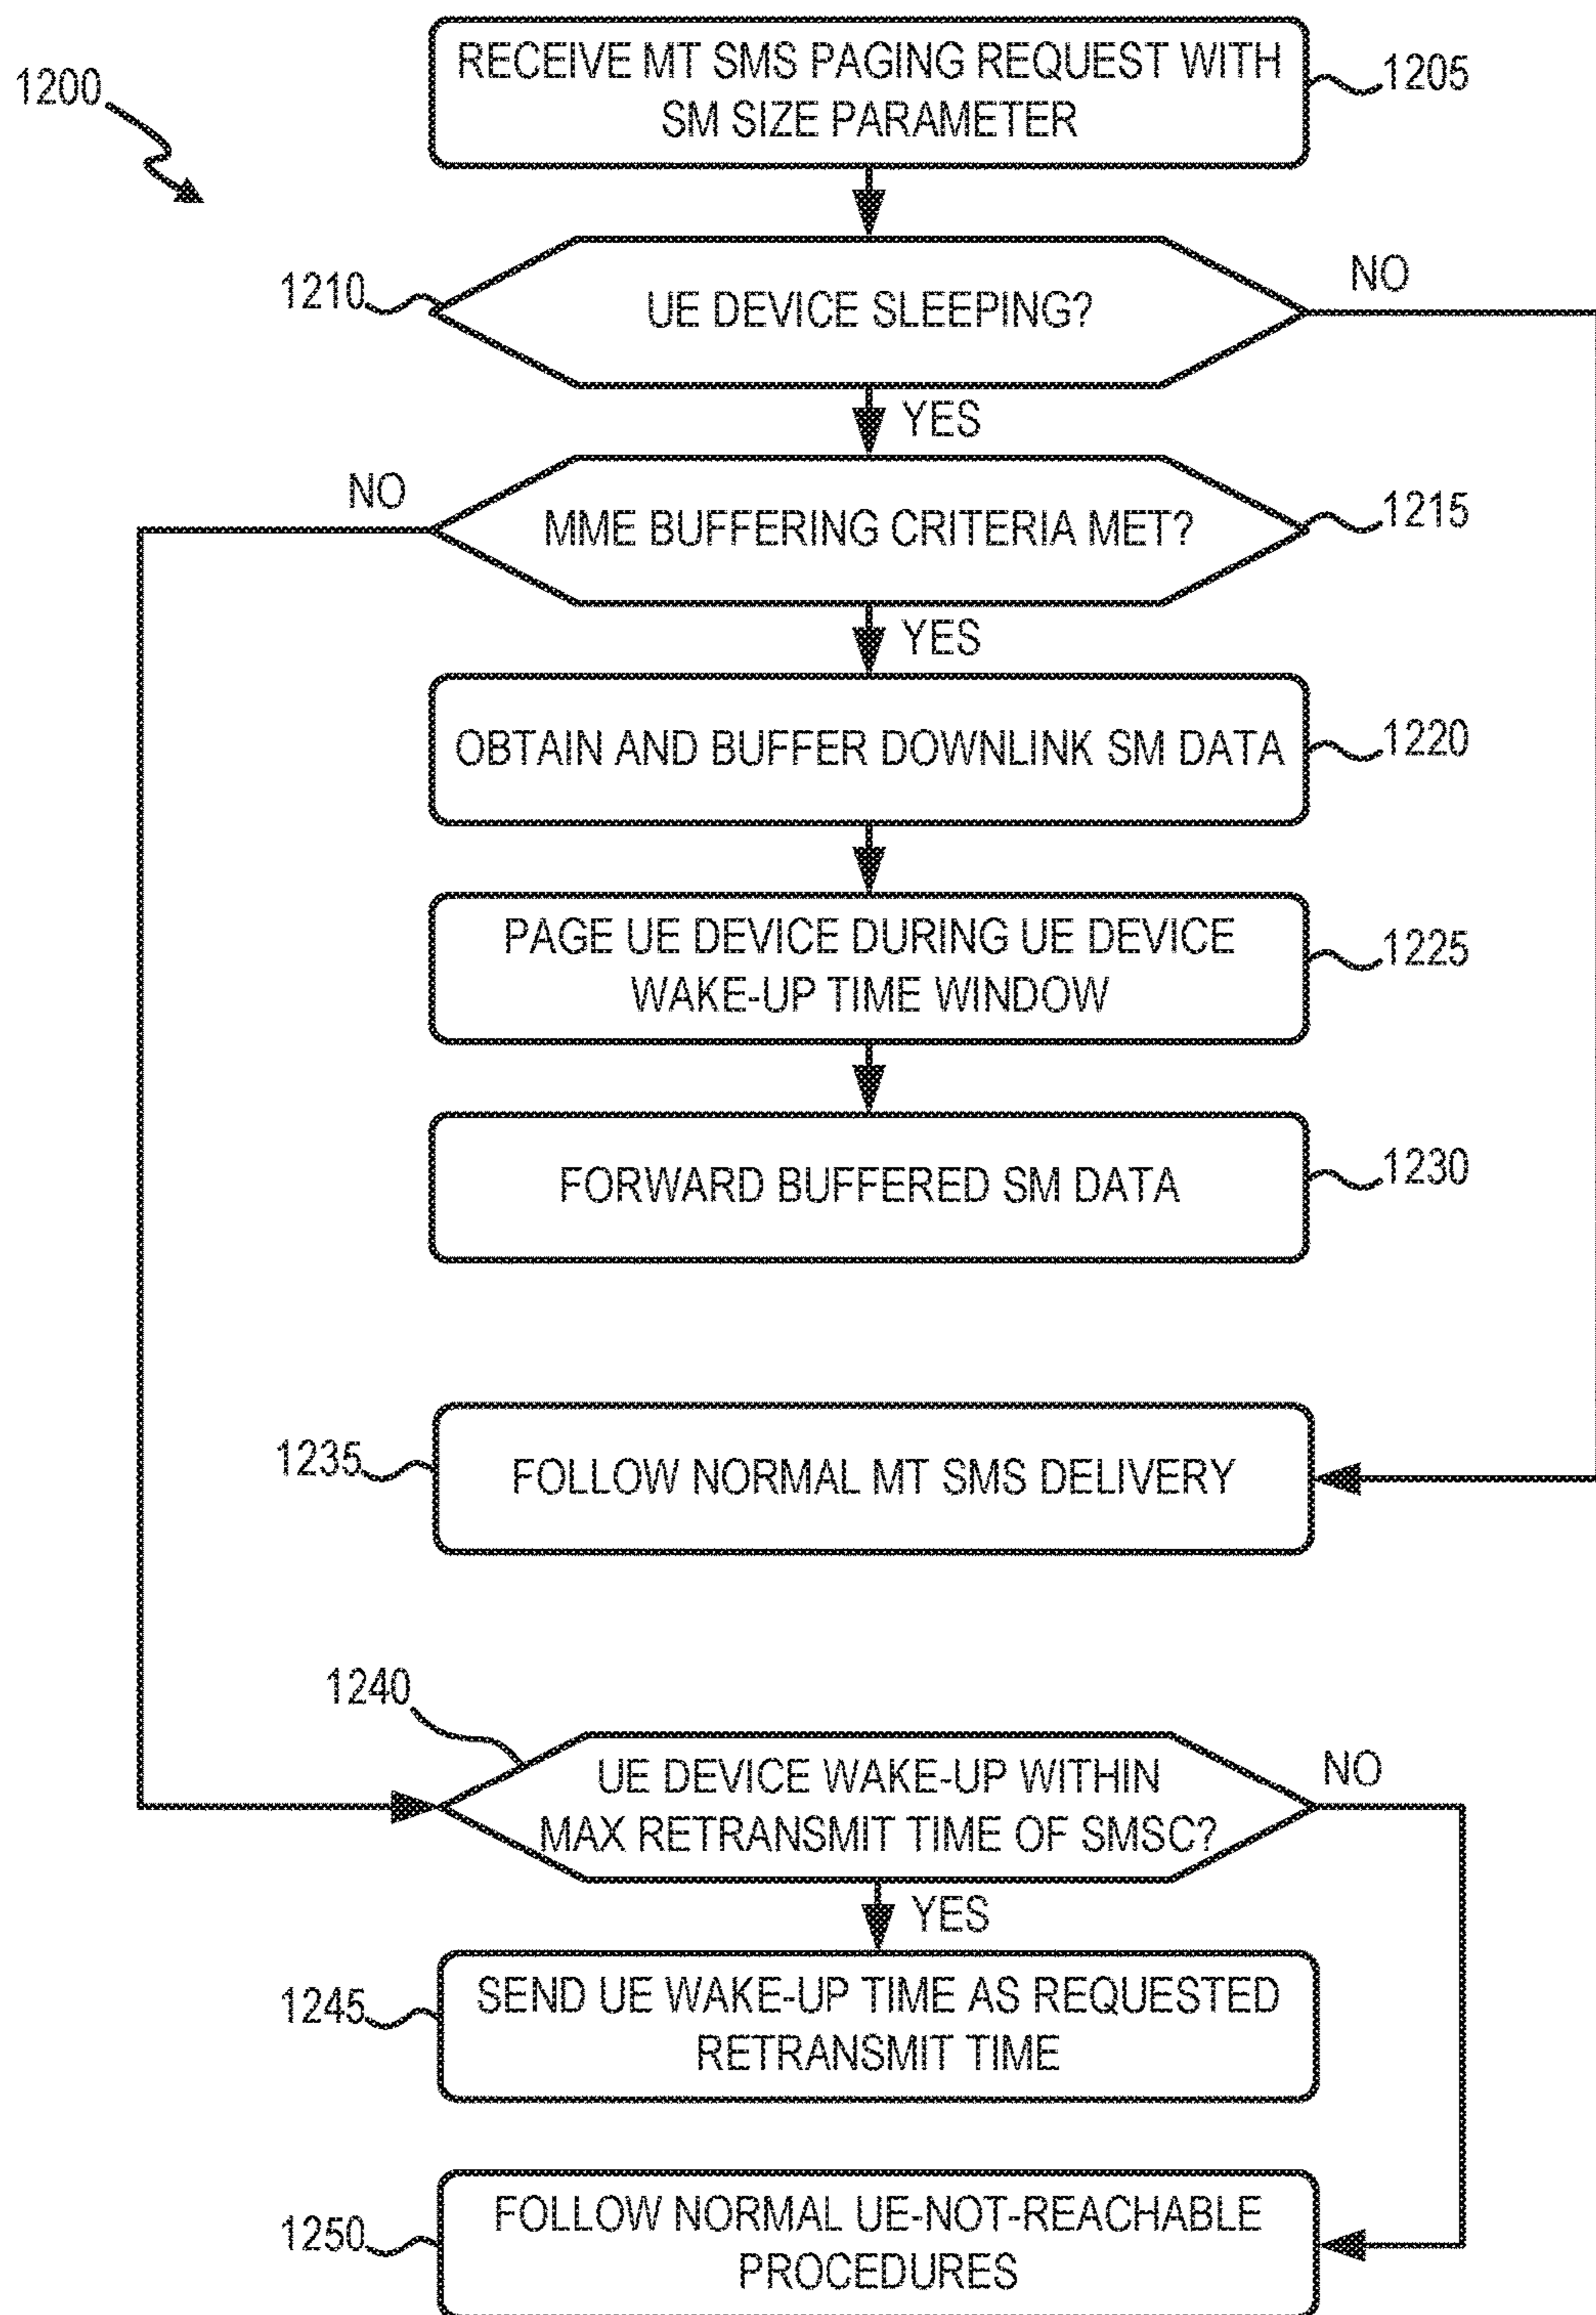 1200
RECEIVE MT SMS PAGING REQUEST WITH
SM SIZE PARAMETER
1205
1210
UE DEVICE SLEEPING?
NO
YES
NO
MME BUFFERING CRITERIA MET?
1215
YES
OBTAIN AND BUFFER DOWNLINK SM DATA
1220
PAGE UE DEVICE DURING UE DEVICE
WAKE-UP TIME WINDOW
1225
FORWARD BUFFERED SM DATA
1230
1235
FOLLOW NORMAL MT SMS DELIVERY
1240
UE DEVICE WAKE-UP WITHIN
MAX RETRANSMIT TIME OF SMSC?
NO
YES
1245
SEND UE WAKE-UP TIME AS REQUESTED
RETRANSMIT TIME
1250
FOLLOW NORMAL UE-NOT-REACHABLE
PROCEDURES